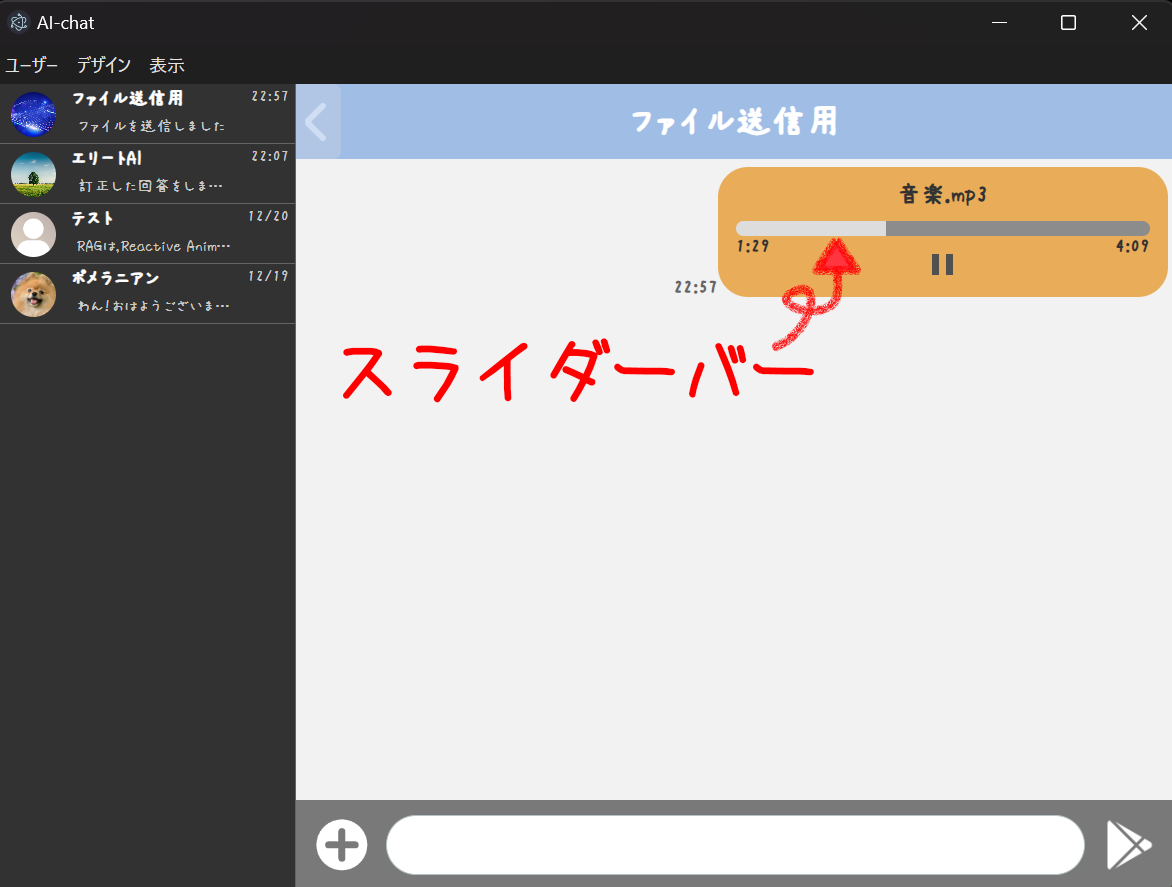 AI-chat
ユーザー デザイン 表示
ファイル送信用 22:57
ファイルを送信しました
エリートAI 22:07
訂正した回答をしま…
テスト 12/20
RAGは,Reactive Anim…
ポメラニアン 12/19
わん!おはようございま…
ファイル送信用
音楽.mp3
1:29 4:09
22:57
スライダーバー